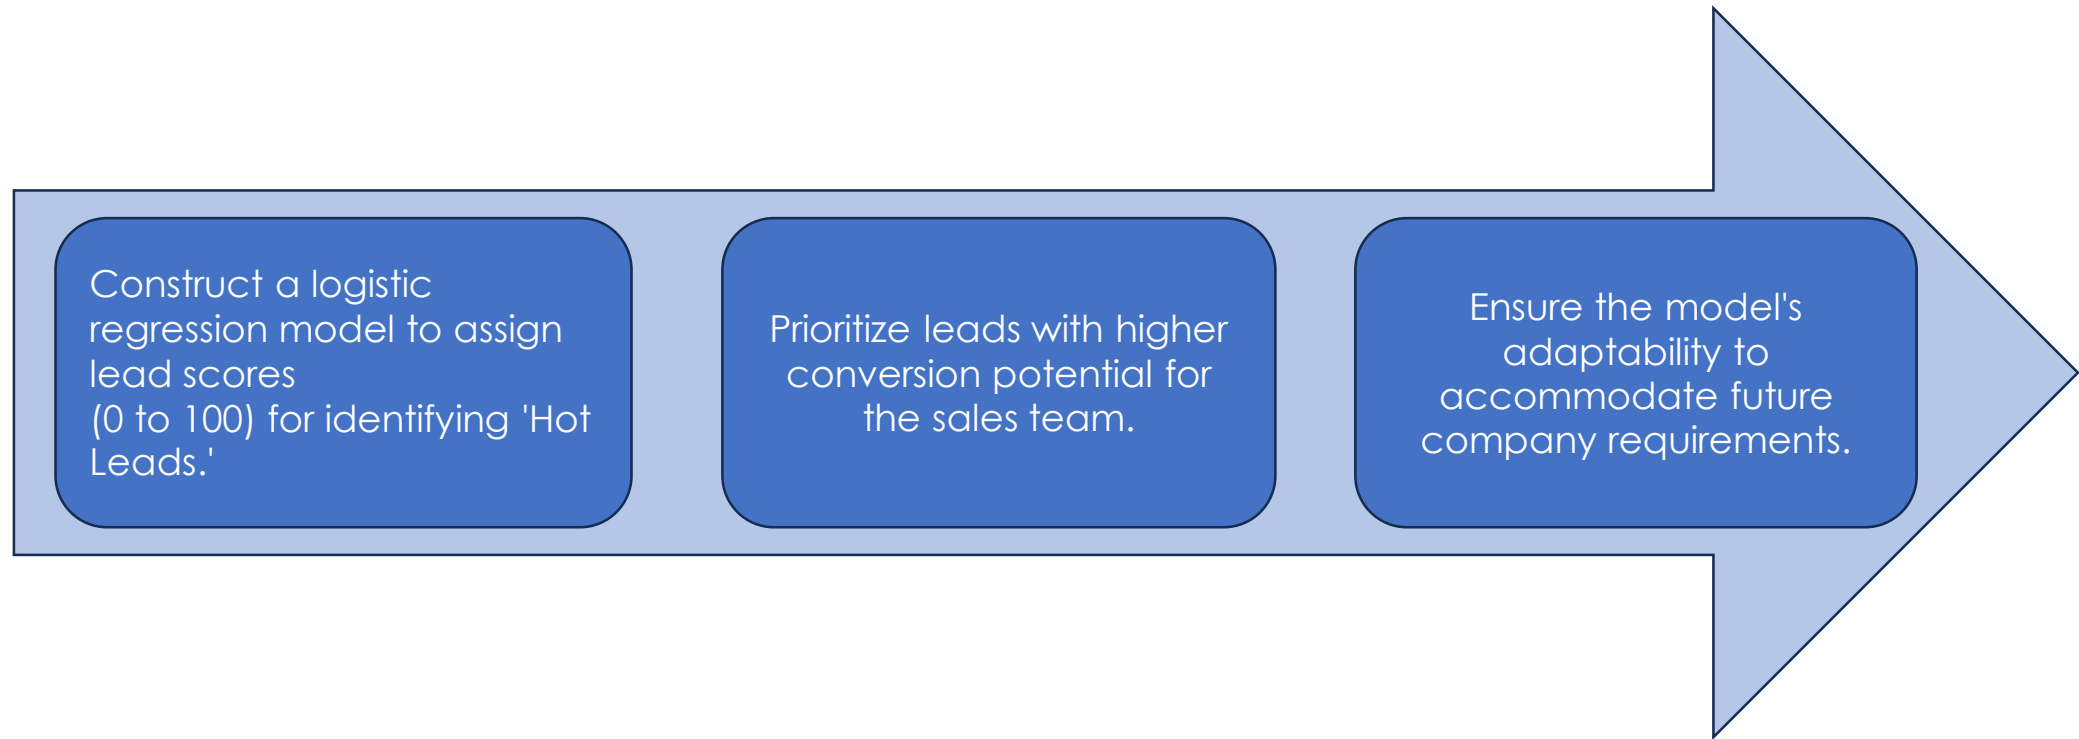 Construct a logistic
regression model to assign
lead scores
(0 to 100) for identifying 'Hot
Leads.'
Prioritize leads with higher
conversion potential for
the sales team.
Ensure the model's
adaptability to
accommodate future
company requirements.